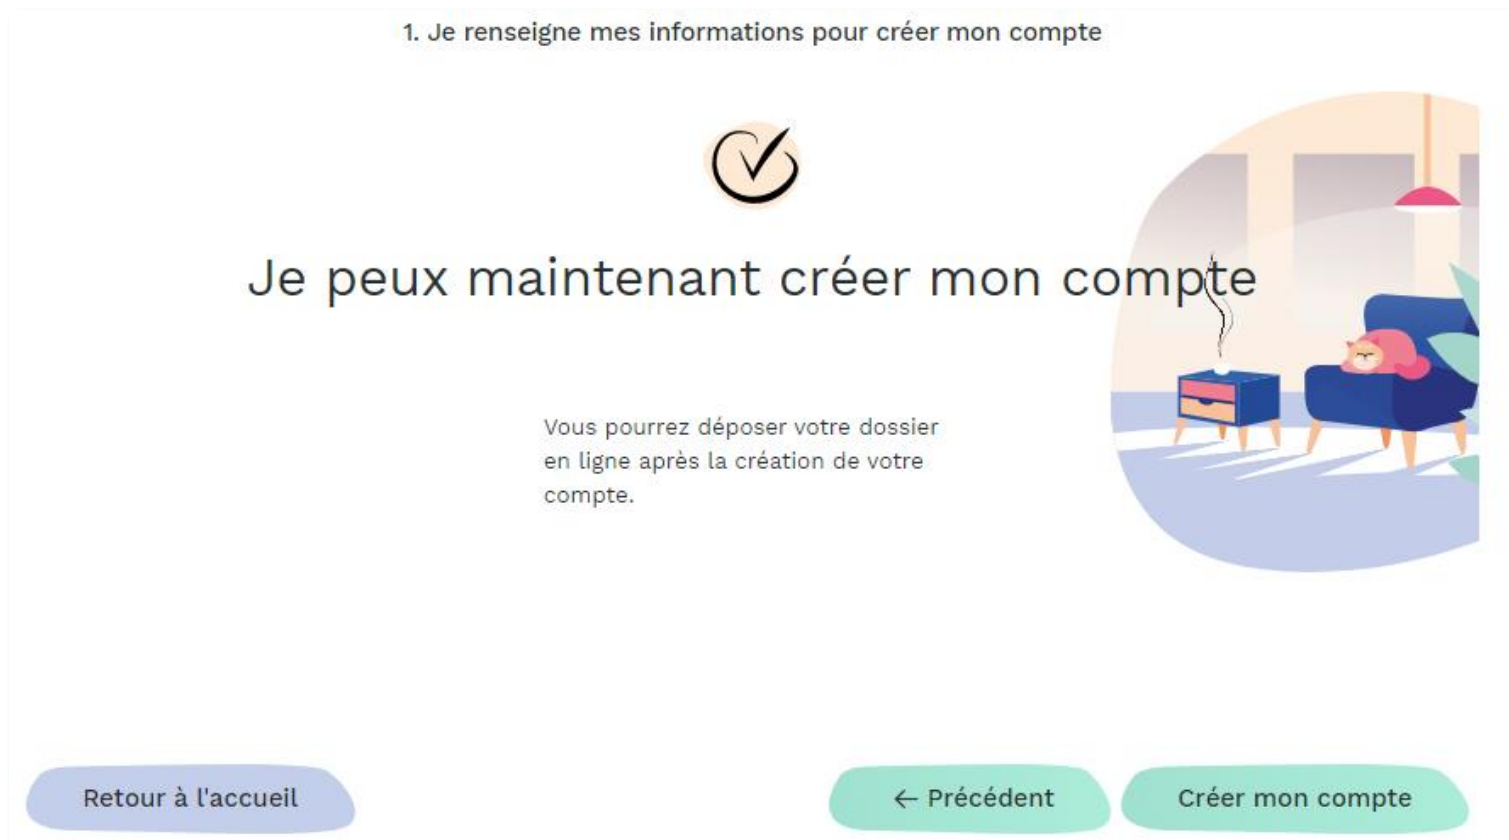 1. Je renseigne mes informations pour créer mon compte
Je peux maintenant créer mon compte
Vous pourrez déposer votre dossier
en ligne après la création de votre
compte.
Retour à l'accueil
← Précédent
Créer mon compte